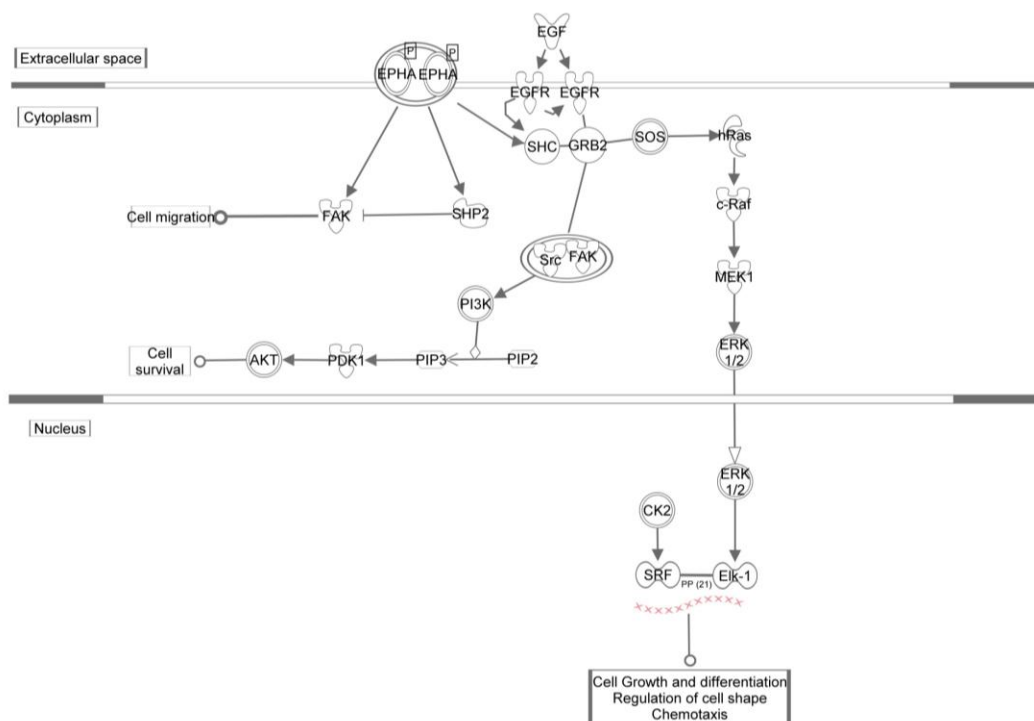 EGF
P
P
Extracellular space
EPHA
EPHA
EGFR
EGFR
Cytoplasm
SHC
GRB2
SOS
hRas
Cell migration
FAK
SHP2
c-Raf
Src
FAK
MEK1
PI3K
Cell
survival
AKT
PDK1
PIP3
PIP2
ERK
1/2
Nucleus
ERK
1/2
CK2
SRF
PP (21)
Elk-1
xxxxxxxxxxx
Cell Growth and differentiation
Regulation of cell shape
Chemotaxis